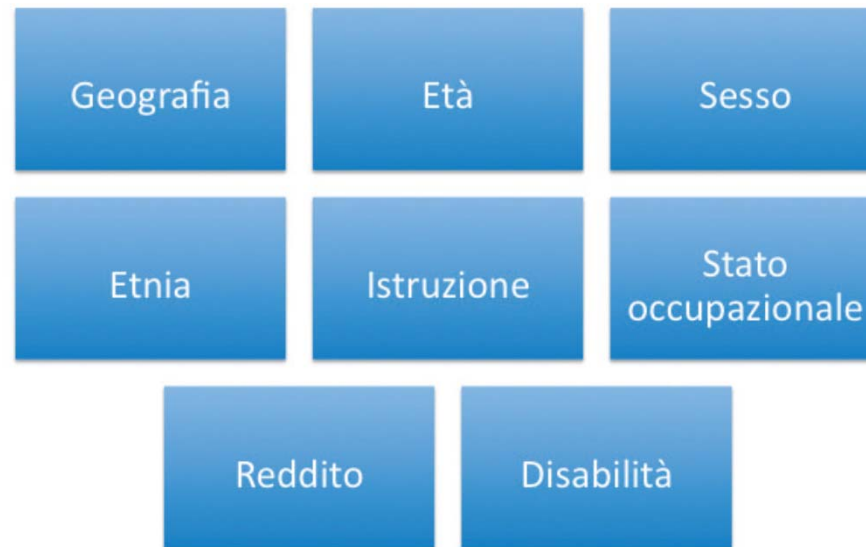 Geografia
Età
Sesso
Etnia
Istruzione
Stato
occupazionale
Reddito
Disabilità